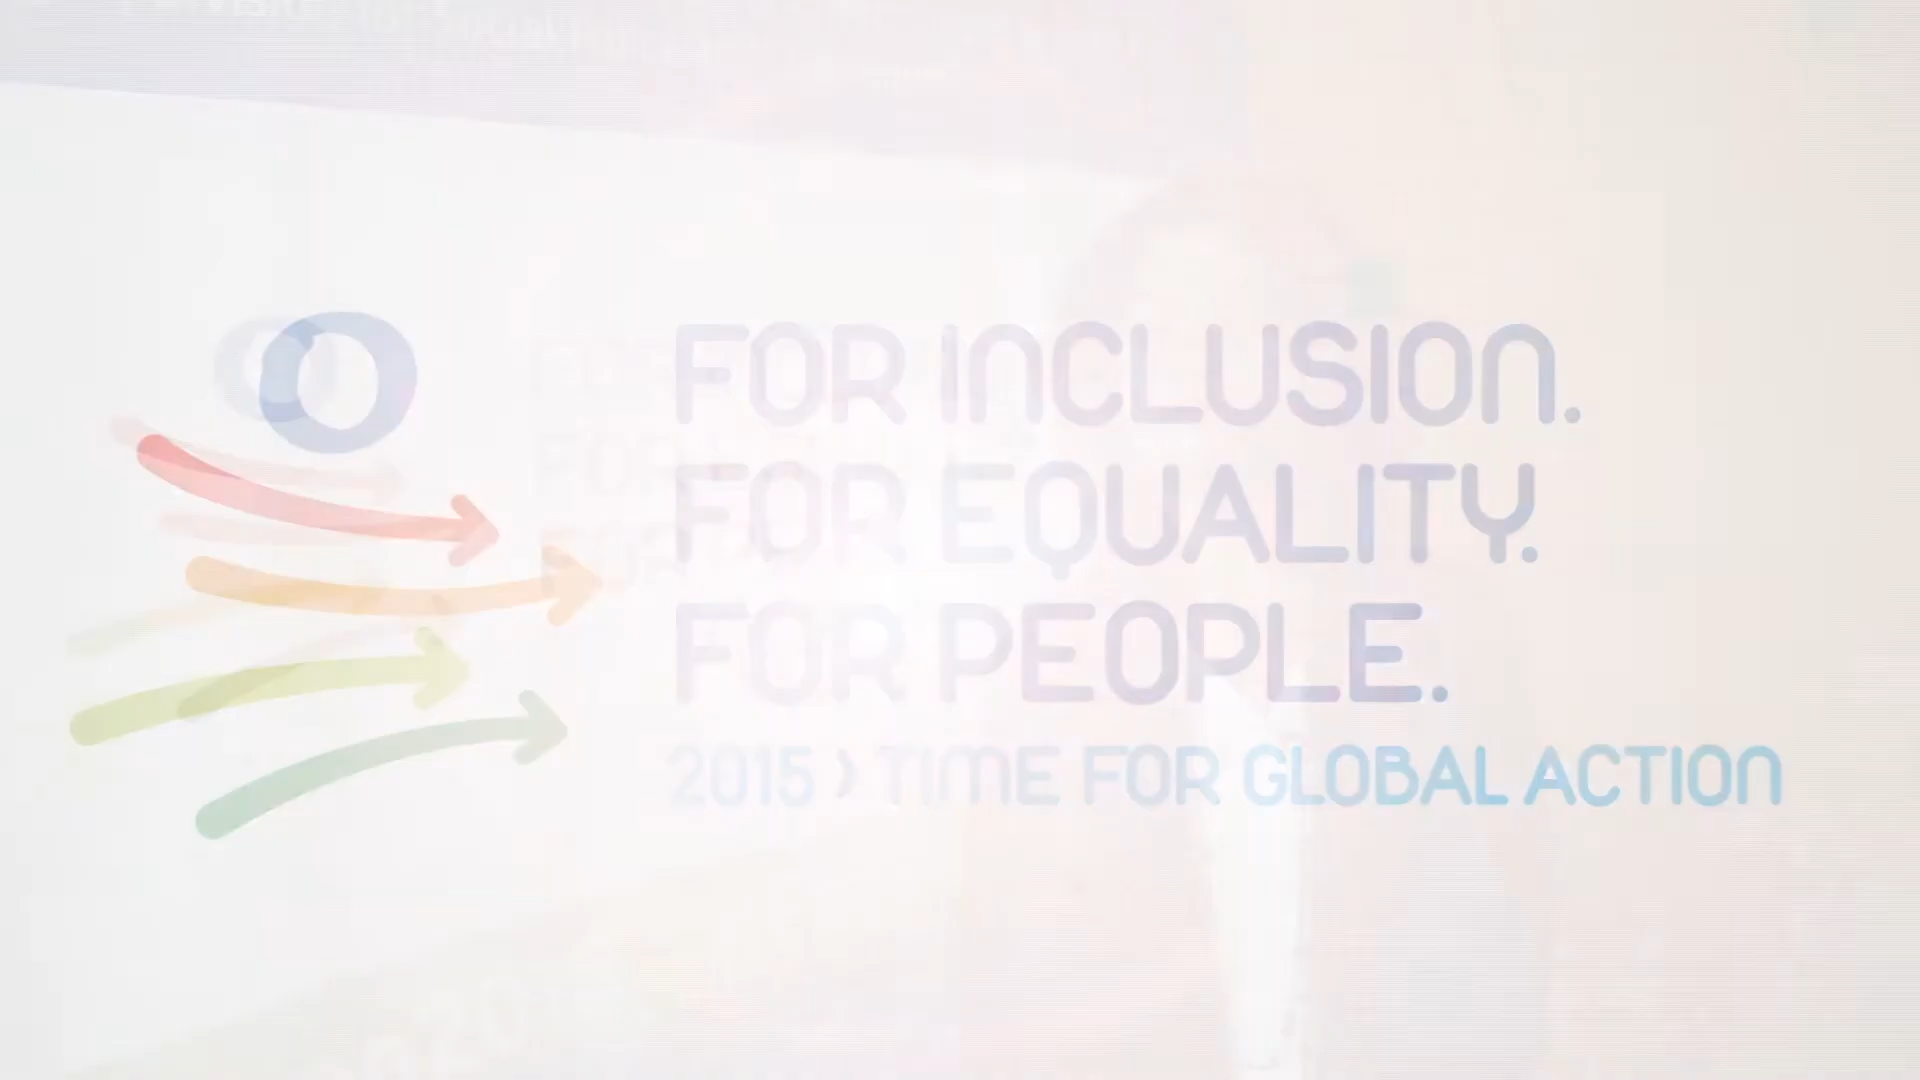 FOR INCLUSION.
FOR EQUALITY.
FOR PEOPLE.
2015 > TIME FOR GLOBAL ACTION